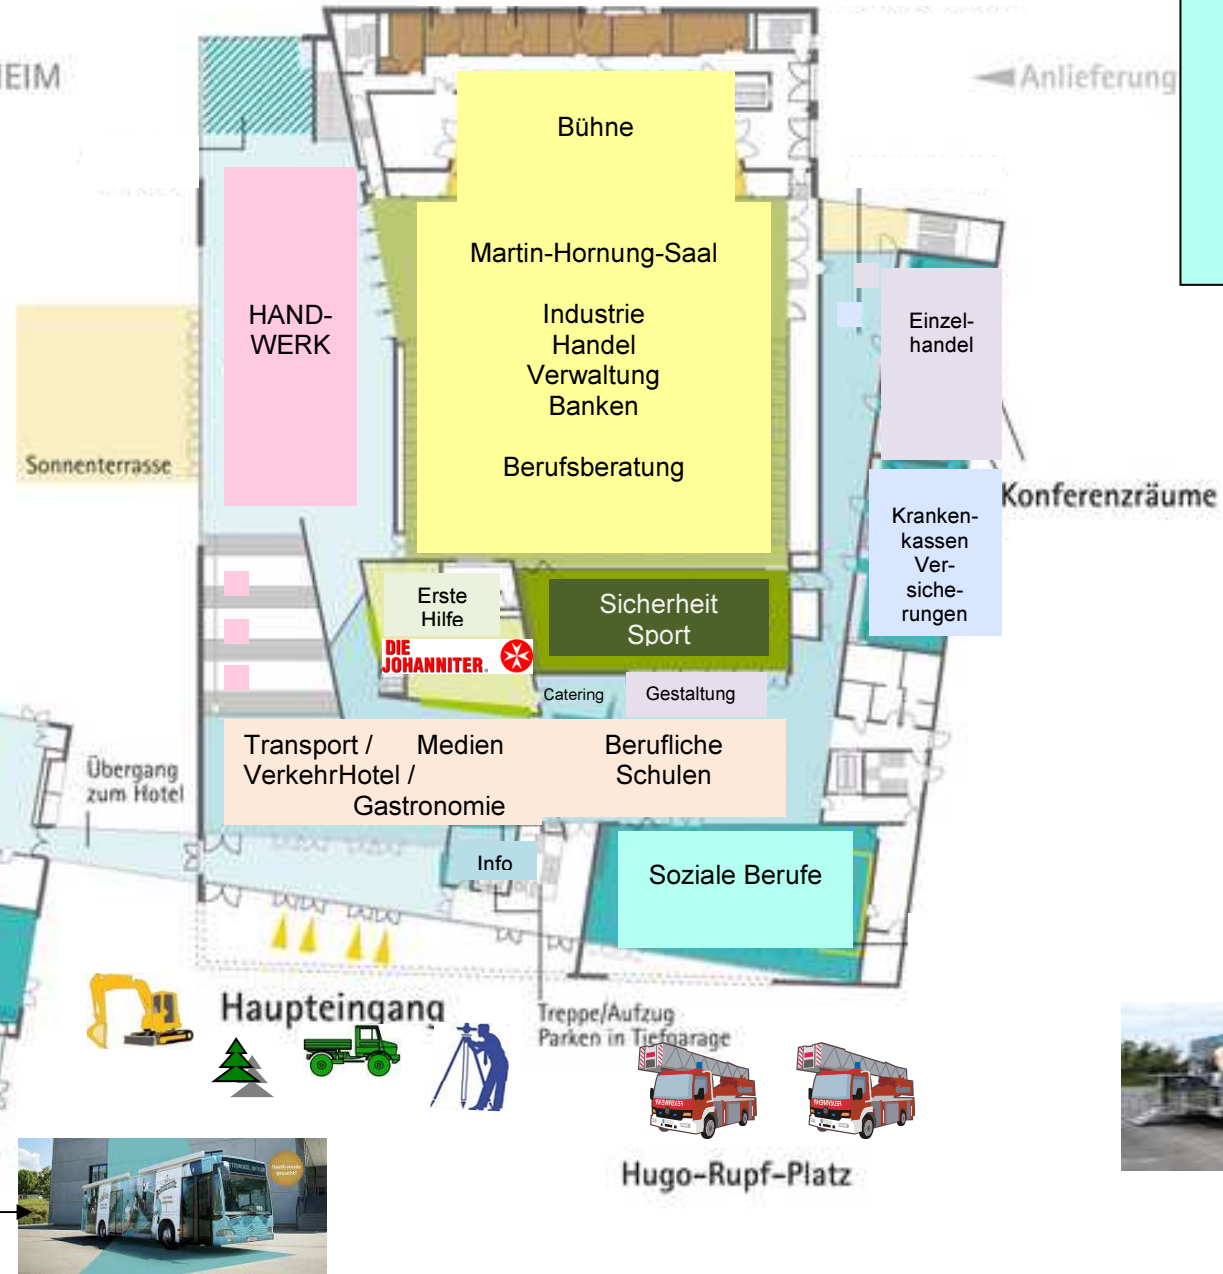 HEIM
Anlieferung
Bühne
Martin-Hornung-Saal
Industrie
Handel
Verwaltung
Banken
Berufsberatung
HAND-
WERK
Einzel-
handel
Sonnenterrasse
Konferenzräume
Kranken-
kassen
Ver-
siche-
rungen
Erste
Hilfe
DIE
JOHANNITER.
Sicherheit
Sport
Catering
Gestaltung
Transport /
VerkehrHotel /
Gastronomie
Medien
Berufliche
Schulen
Übergang
zum Hotel
Info
Soziale Berufe
Haupteingang
Treppe/Aufzug
Parken in Tiefgarage
Hugo-Rupf-Platz